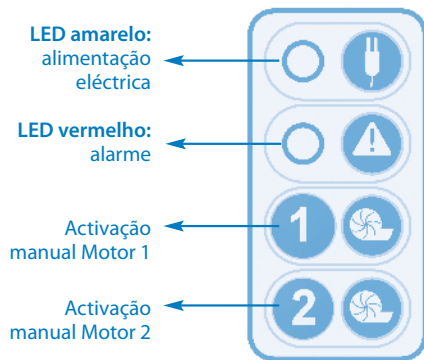 LED amarelo:
alimentação
eléctrica
LED vermelho:
alarme
Activação
manual Motor 1
1
Activação
manual Motor 2
2